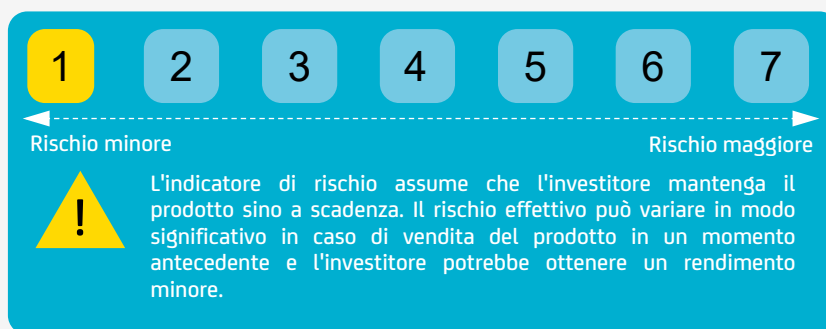 1 2 3 4 5 6 7
Rischio minore Rischio maggiore
!
L'indicatore di rischio assume che l'investitore mantenga il
prodotto sino a scadenza. Il rischio effettivo può variare in modo
significativo in caso di vendita del prodotto in un momento
antecedente e l'investitore potrebbe ottenere un rendimento
minore.